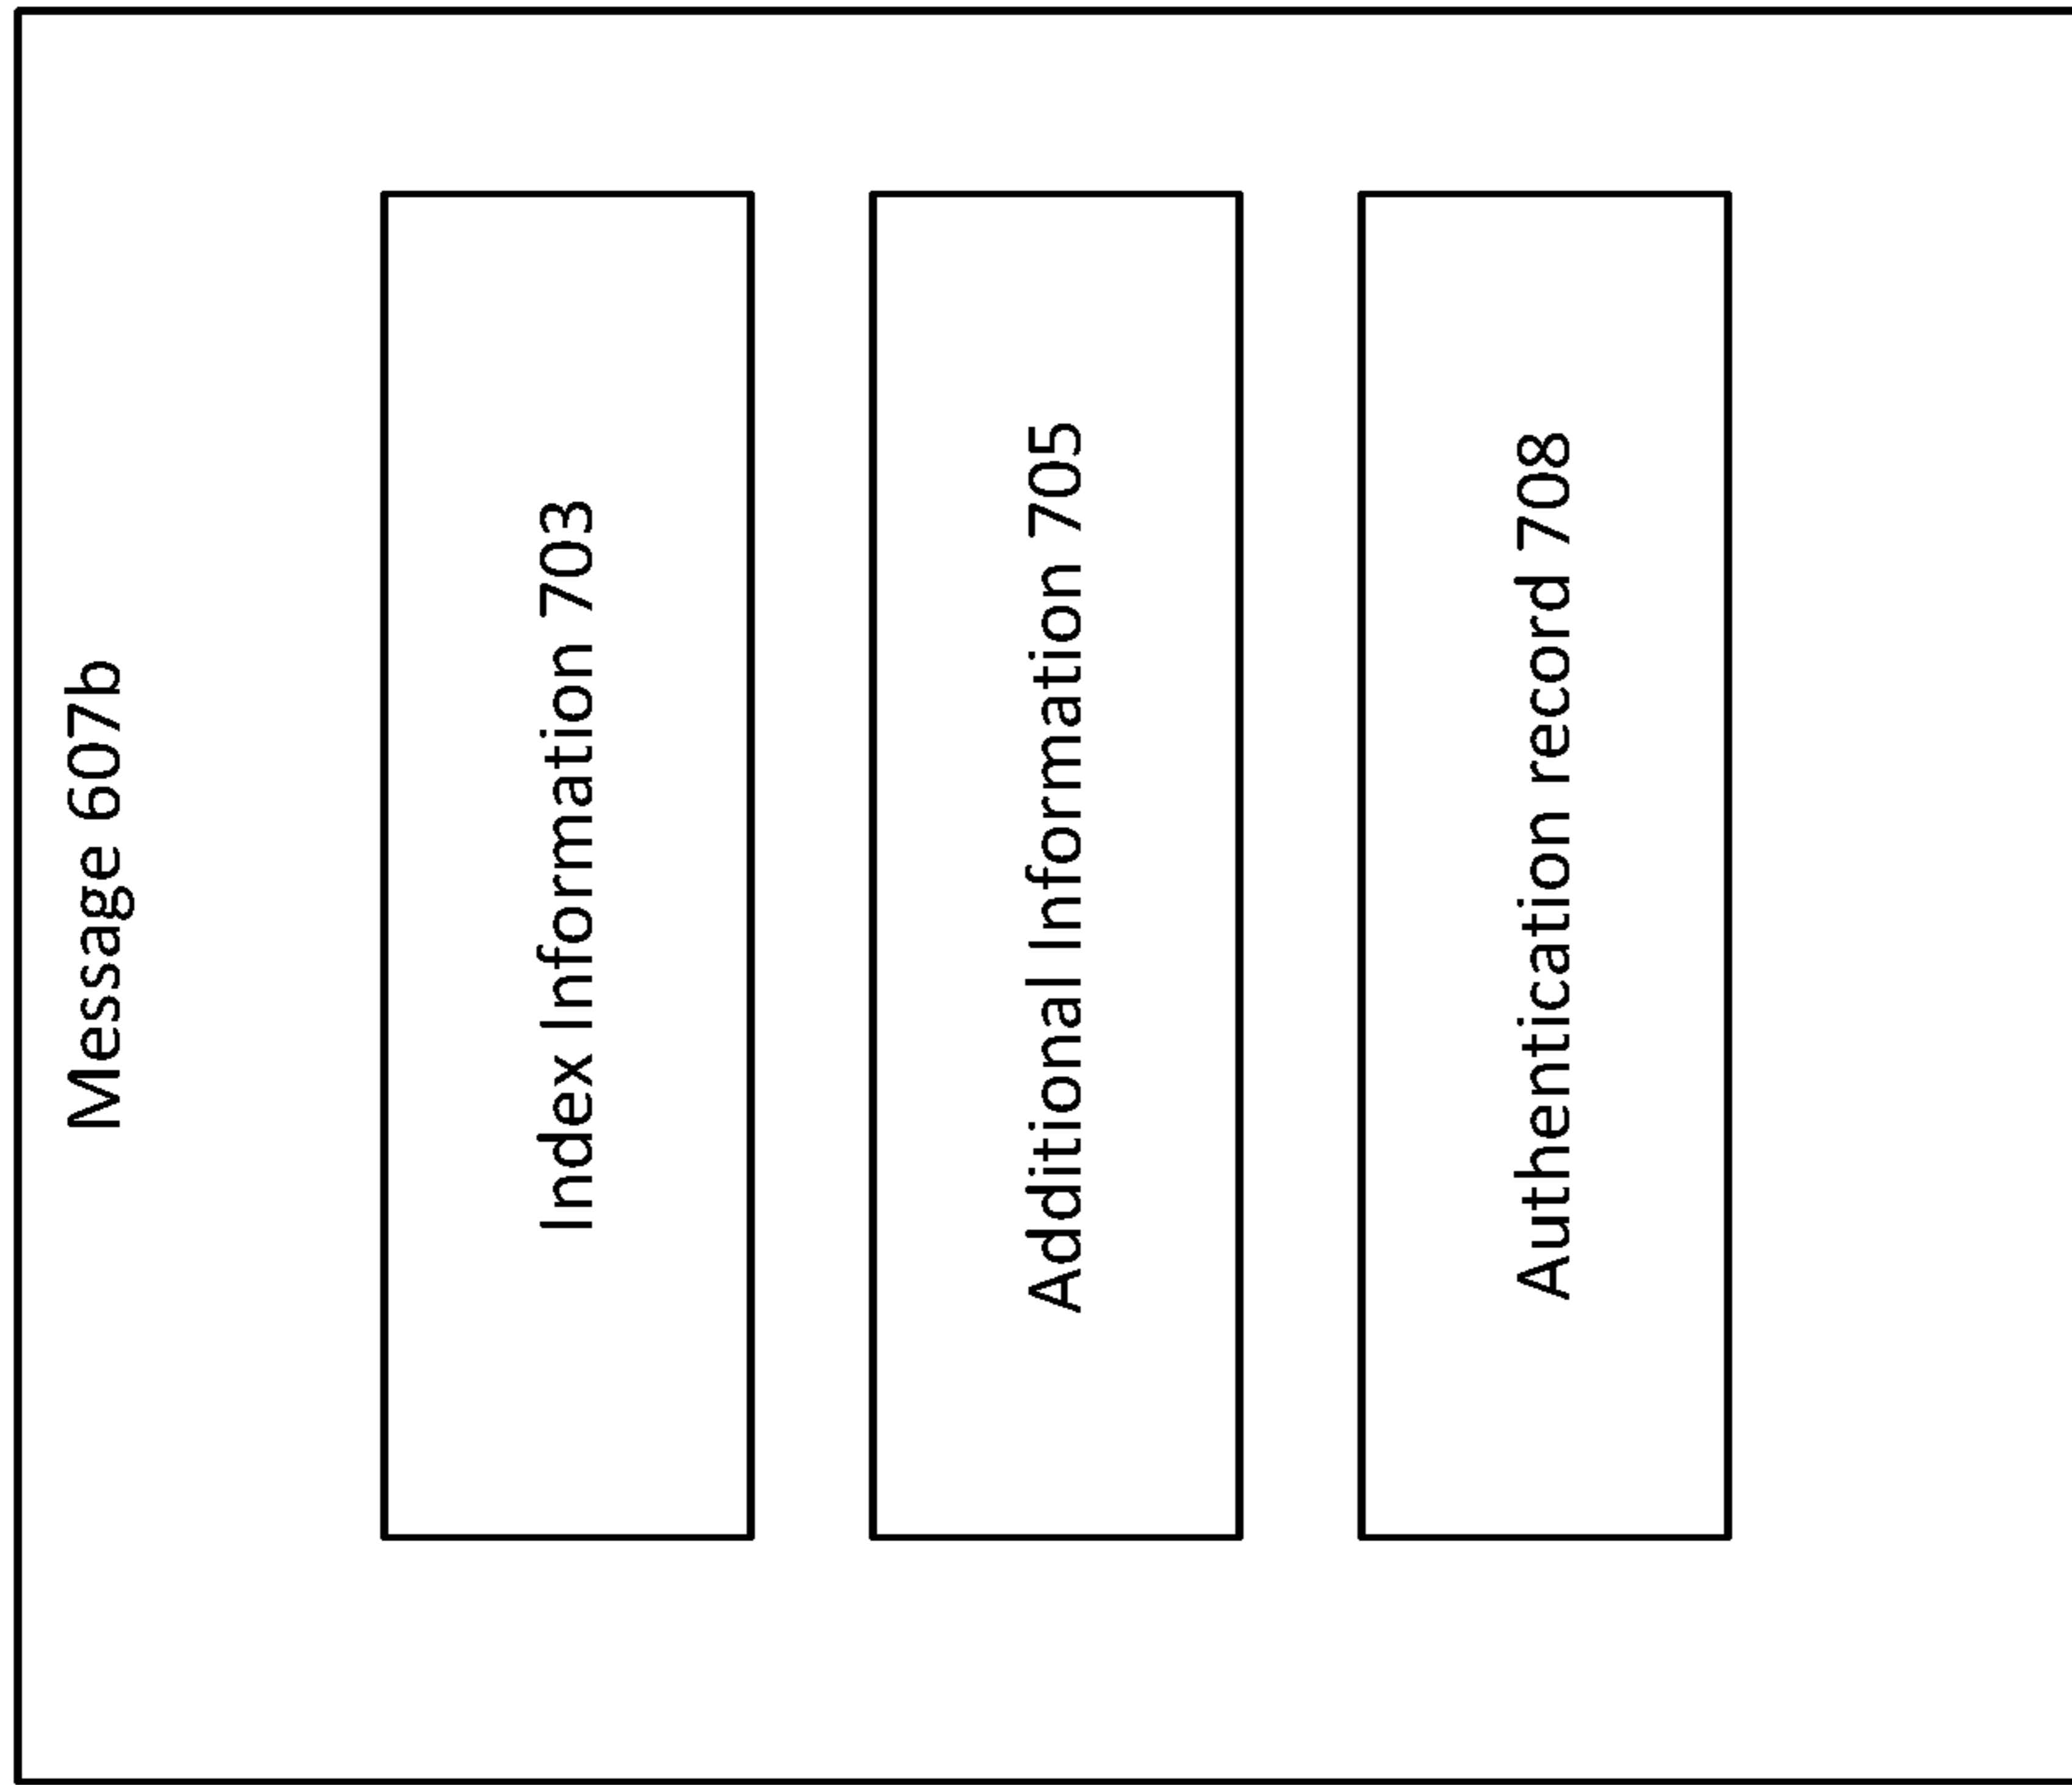 Message 607b
Index Information 703
Additional Information 705
Authentication record 708